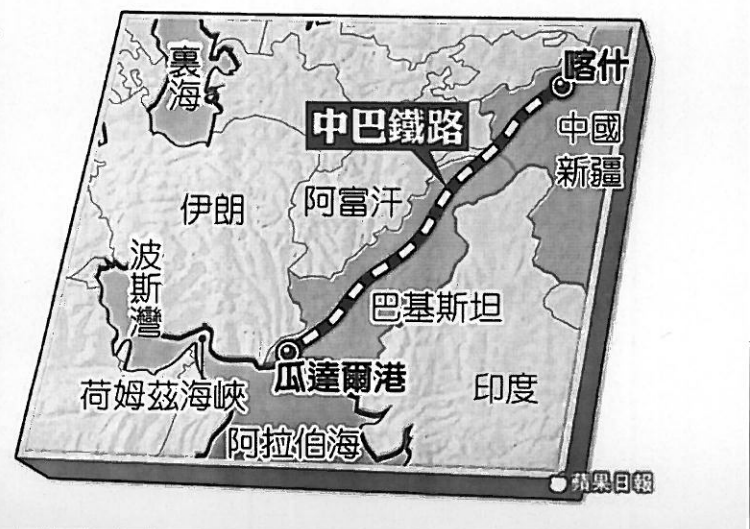 裏海
喀什
中巴鐵路
中國
新疆
伊朗
阿富汗
波斯灣
巴基斯坦
瓜達爾港
荷姆茲海峽
印度
阿拉伯海
蘋果日報